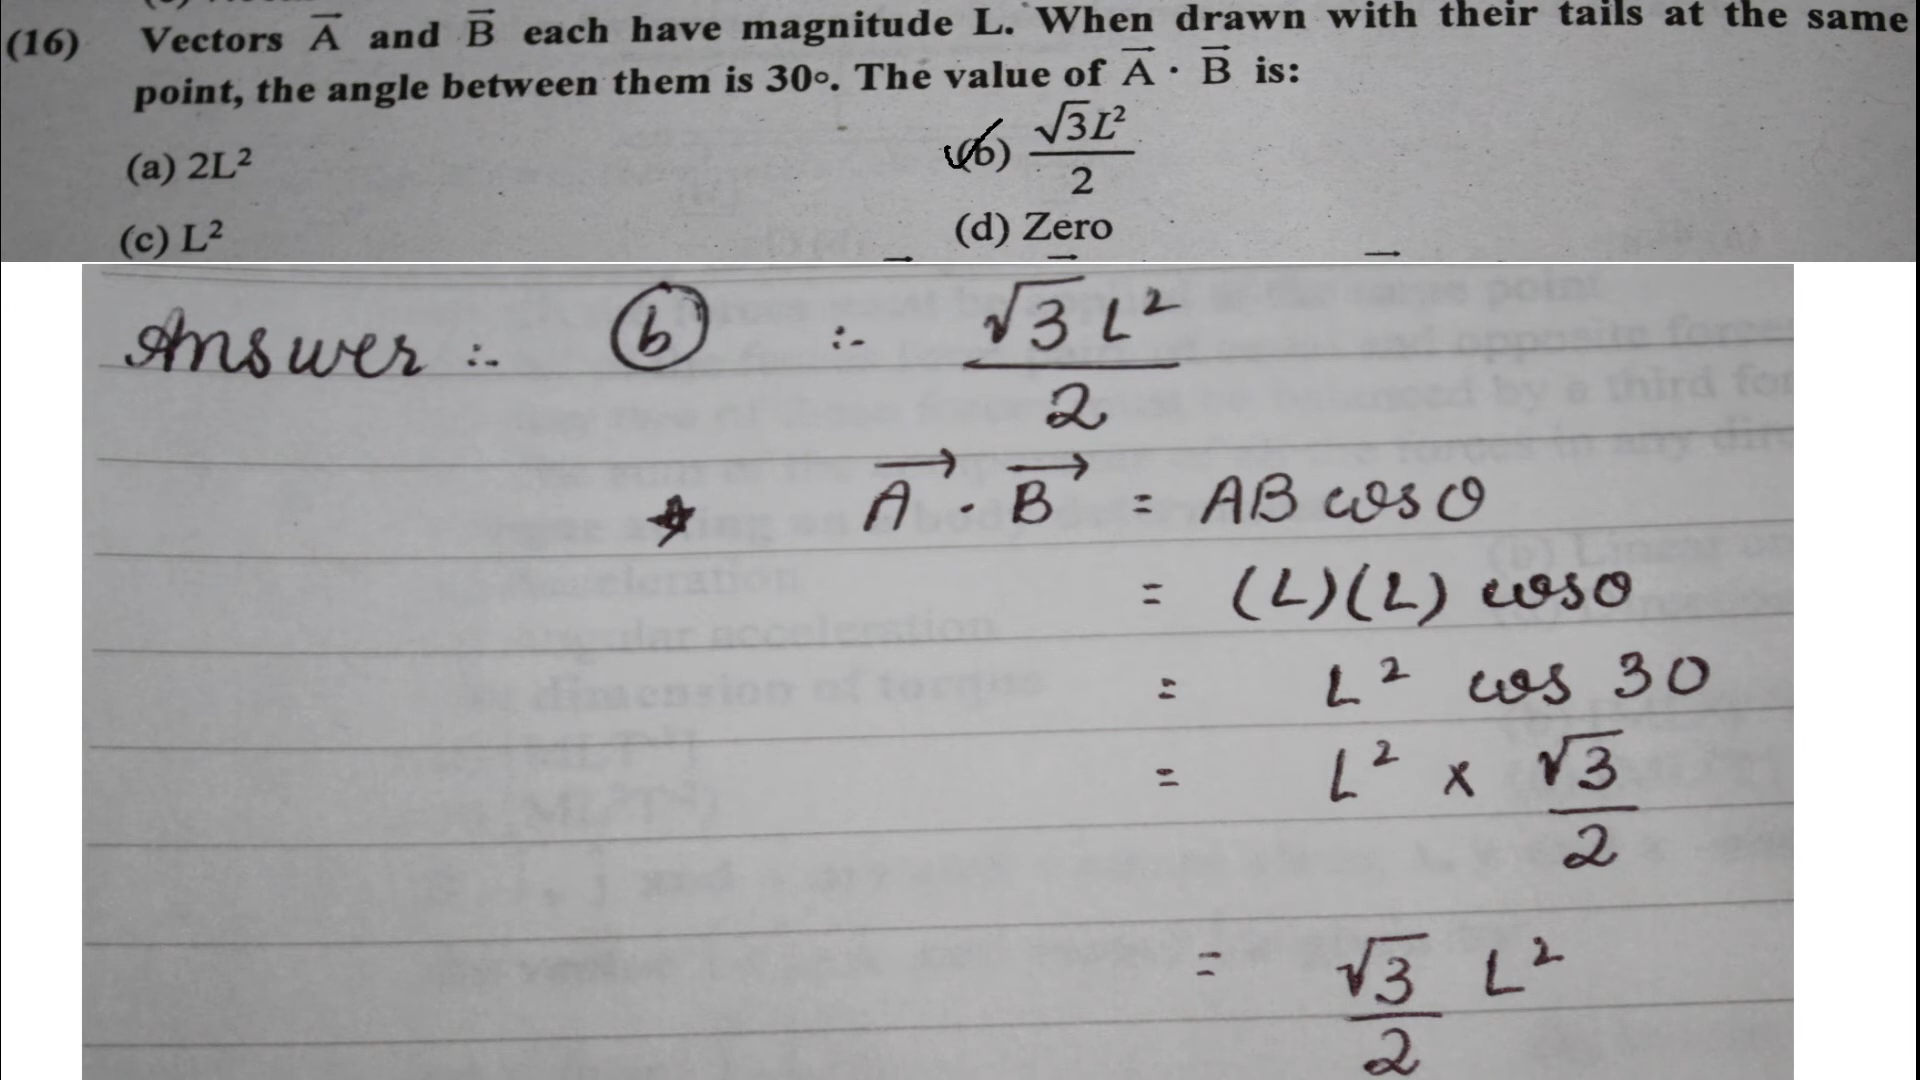 (16) Vectors A⃗ and B⃗ each have magnitude L. When drawn with their tails at the same
point, the angle between them is 30°. The value of A⃗ · B⃗ is:
(a) 2L² (b) √3L²/2
(c) L² (d) Zero
Answer :- (b) :- √3 L²/2
A⃗ . B⃗ = AB cosθ
= (L)(L) cosθ
= L² cos 30
= L² x √3/2
= √3/2 L²